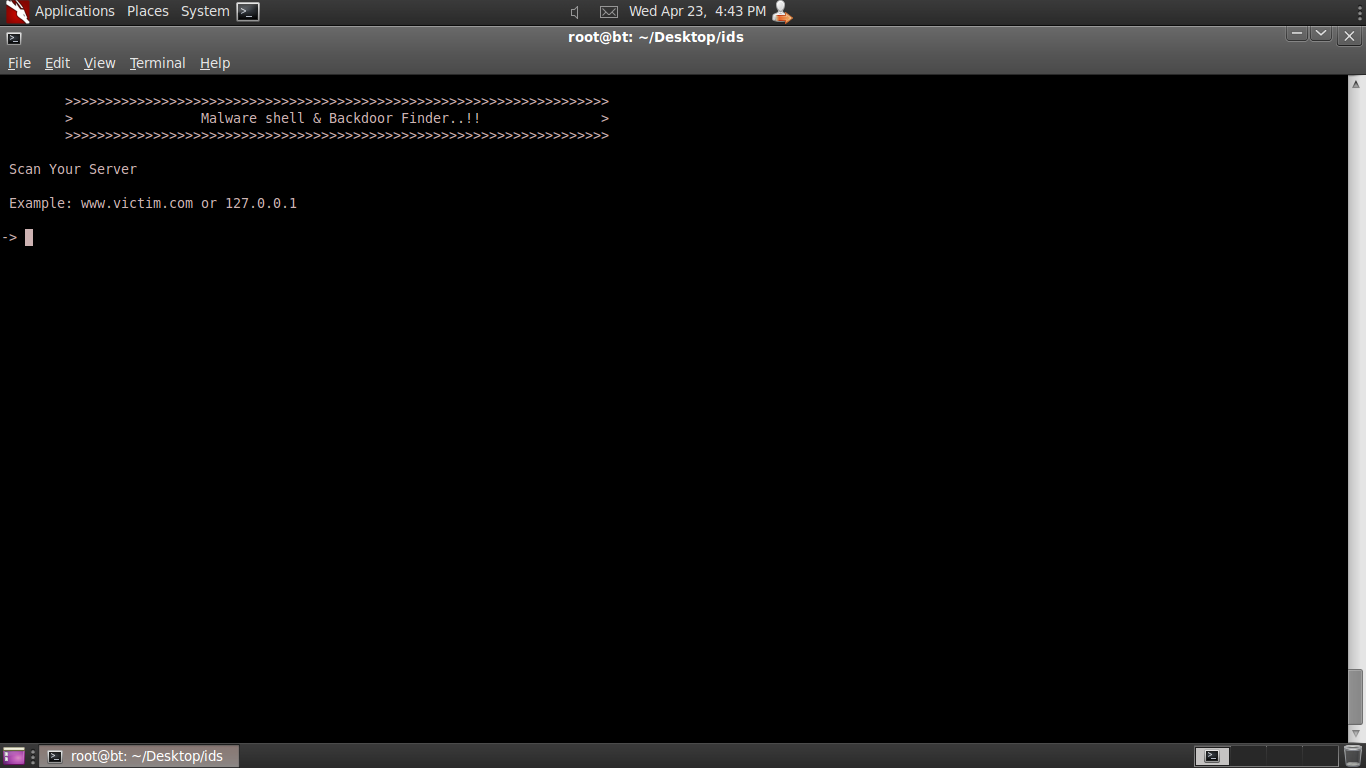 Applications Places System Wed Apr 23, 4:43 PM
root@bt: ~/Desktop/ids
File Edit View Terminal Help
>>>>>>>>>>>>>>>>>>>>>>>>>>>>>>>>>>>>>>>>>>>>>>>>>>>>>>>>>>>>>>>>>>>>
> Malware shell & Backdoor Finder..!! >
>>>>>>>>>>>>>>>>>>>>>>>>>>>>>>>>>>>>>>>>>>>>>>>>>>>>>>>>>>>>>>>>>>>>
Scan Your Server
Example: www.victim.com or 127.0.0.1
->
root@bt: ~/Desktop/ids